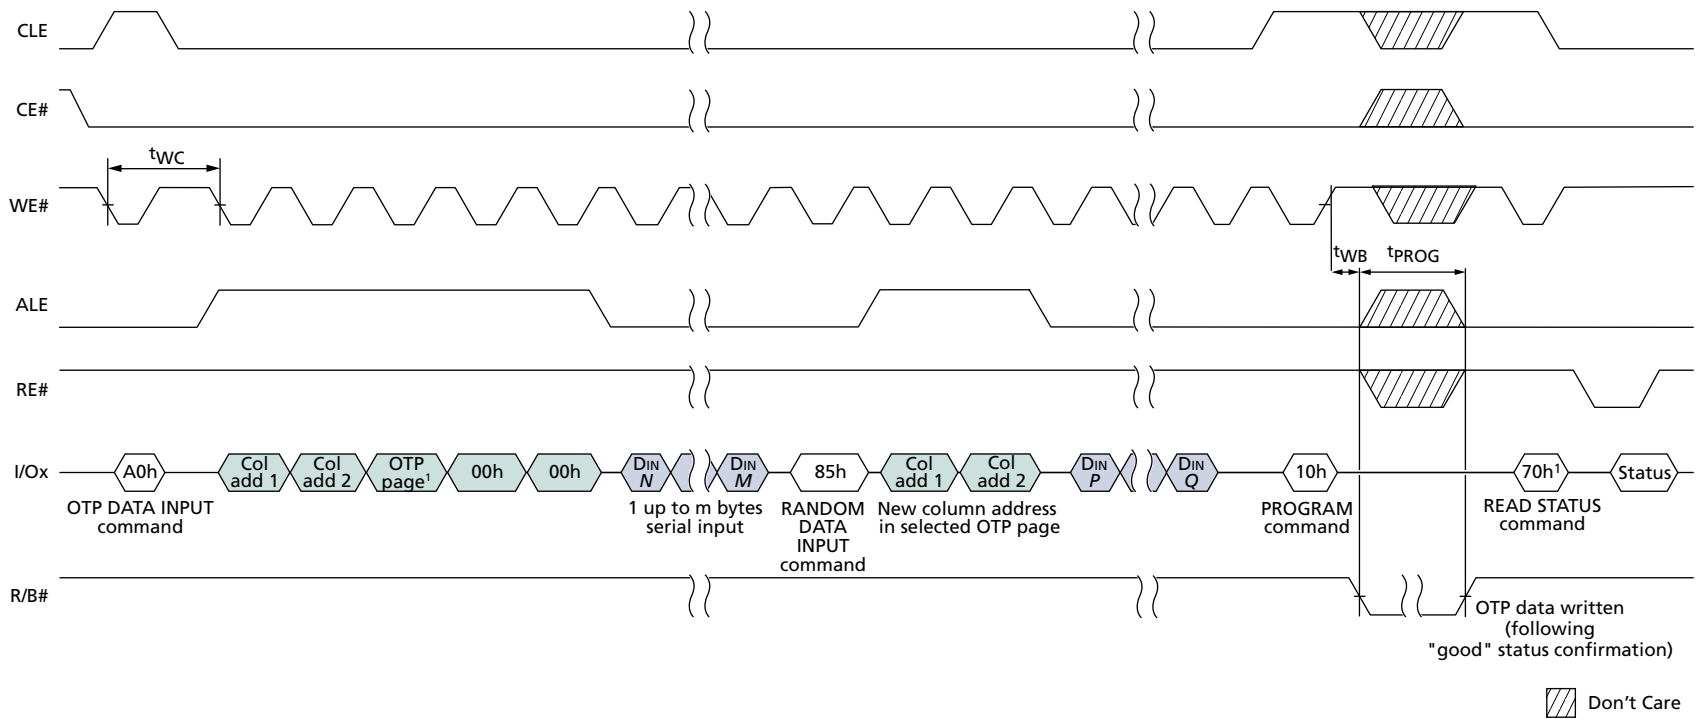 CLE
CE#
tWC
WE#
tWB
tPROG
ALE
RE#
I/Ox
A0h
Col
add 1
Col
add 2
OTP
page¹
00h
00h
DIN
N
DIN
M
85h
Col
add 1
Col
add 2
DIN
P
DIN
Q
10h
70h¹
Status
OTP DATA INPUT
command
1 up to m bytes
serial input
RANDOM
DATA
INPUT
command
New column address
in selected OTP page
PROGRAM
command
READ STATUS
command
R/B#
OTP data written
(following
"good" status confirmation)
Don't Care